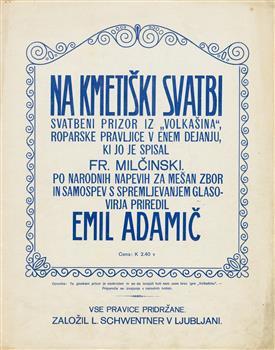 NA KMETIŠKI SVATBI
SVATBENI PRIZOR IZ „VOLKAŠINA",
ROPARSKE PRAVLJICE V ENEM DEJANJU,
KI JO JE SPISAL
FR. MILČINSKI.
PO NARODNIH NAPEVIH ZA MEŠAN ZBOR
IN SAMOSPEV S SPREMLJEVANJEM GLASO-
VIRJA PRIREDIL
EMIL ADAMIČ
Cena: K 2.40 v
VSE PRAVICE PRIDRŽANE.
ZALOŽIL L. SCHWENTNER V LJUBLJANI.